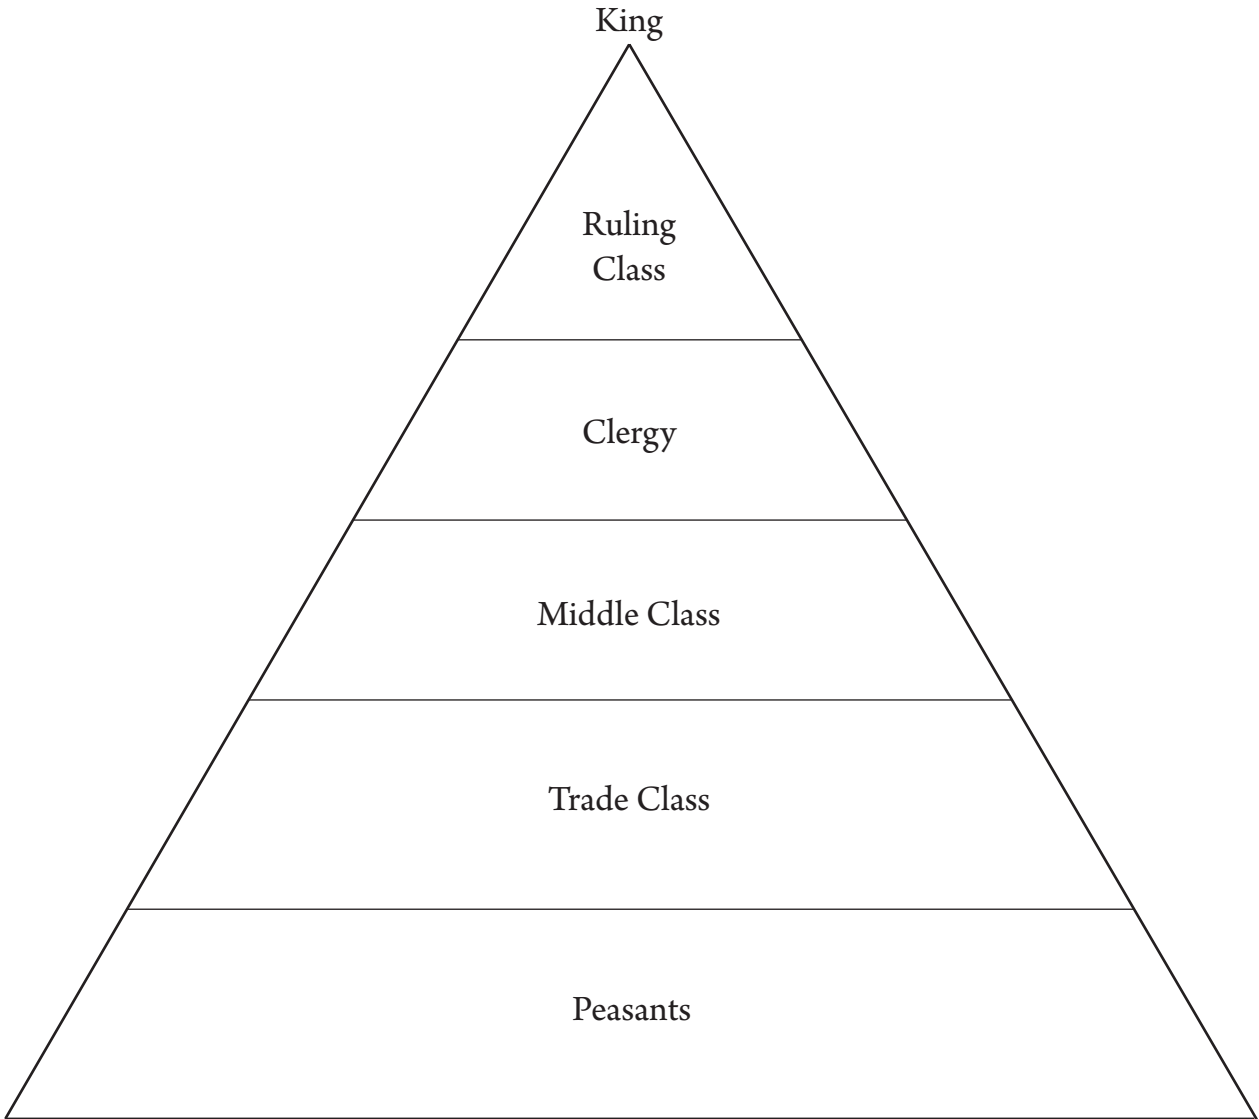 King
Ruling
Class
Clergy
Middle Class
Trade Class
Peasants